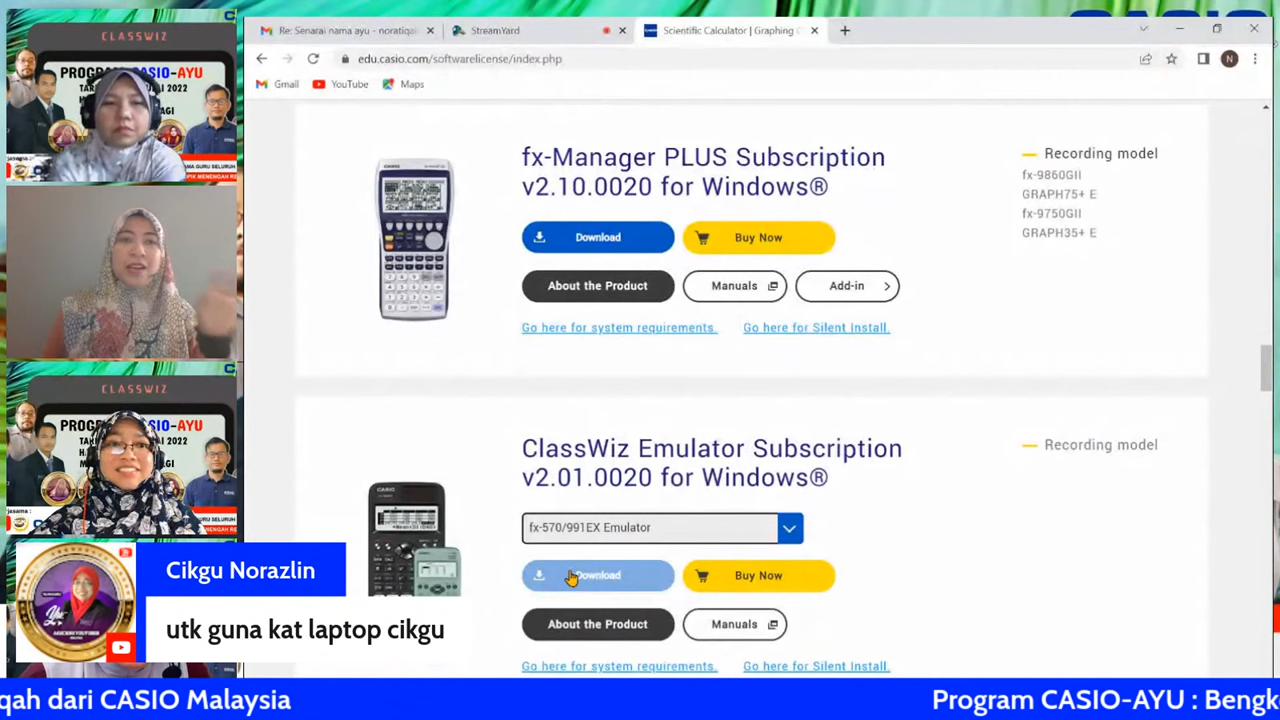 CASIO
CLASSWIZ
PROGRAM CASIO-AYU
Re: Senarai nama ayu - noratiqa
StreamYard
Scientific Calculator | Graphing
edu.casio.com/softwarelicense/index.php
N
Gmail
YouTube
Maps
fx-Manager PLUS Subscription
v2.10.0020 for Windows®
Download
Buy Now
About the Product
Manuals
Add-in
Go here for system requirements.
Go here for Silent install.
Recording model
fx-9860GII
GRAPH75+ E
fx-9750GII
GRAPH35+ E
ClassWiz Emulator Subscription
v2.01.0020 for Windows®
fx-570/991EX Emulator
Download
Buy Now
About the Product
Manuals
Go here for system requirements.
Go here for Silent install.
Recording model
CLASSWIZ
2022
Cikgu Norazlin
utk guna kat laptop cikgu
qah dari CASIO Malaysia
Program CASIO-AYU : Bengk